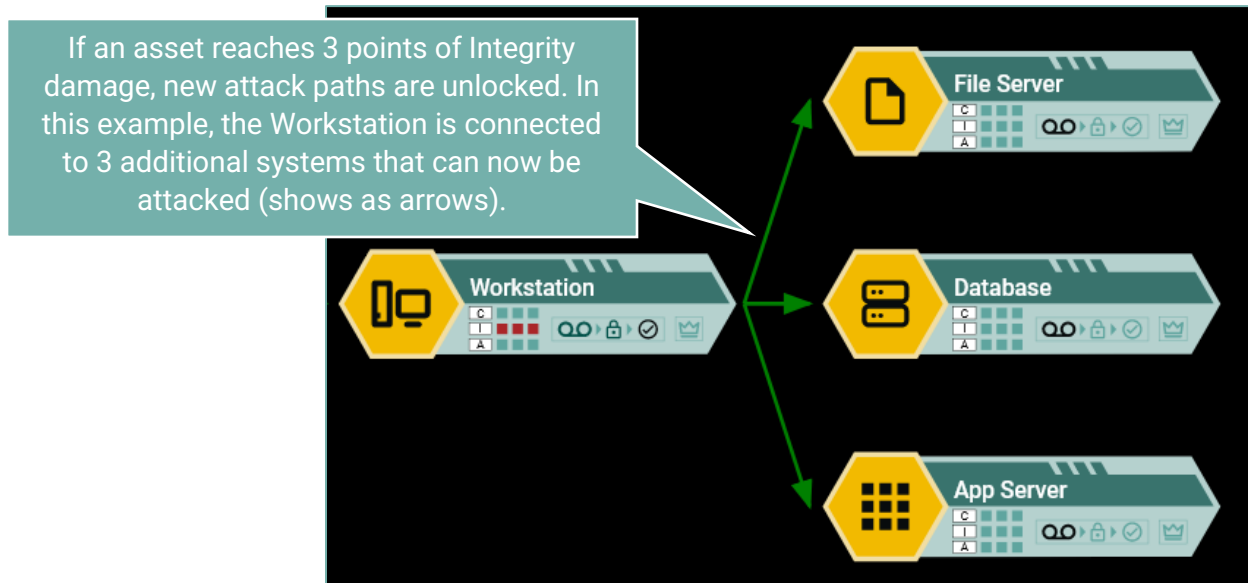 If an asset reaches 3 points of Integrity
damage, new attack paths are unlocked. In
this example, the Workstation is connected
to 3 additional systems that can now be
attacked (shows as arrows).
File Server
C
I
A
Workstation
C
I
A
Database
C
I
A
App Server
C
I
A